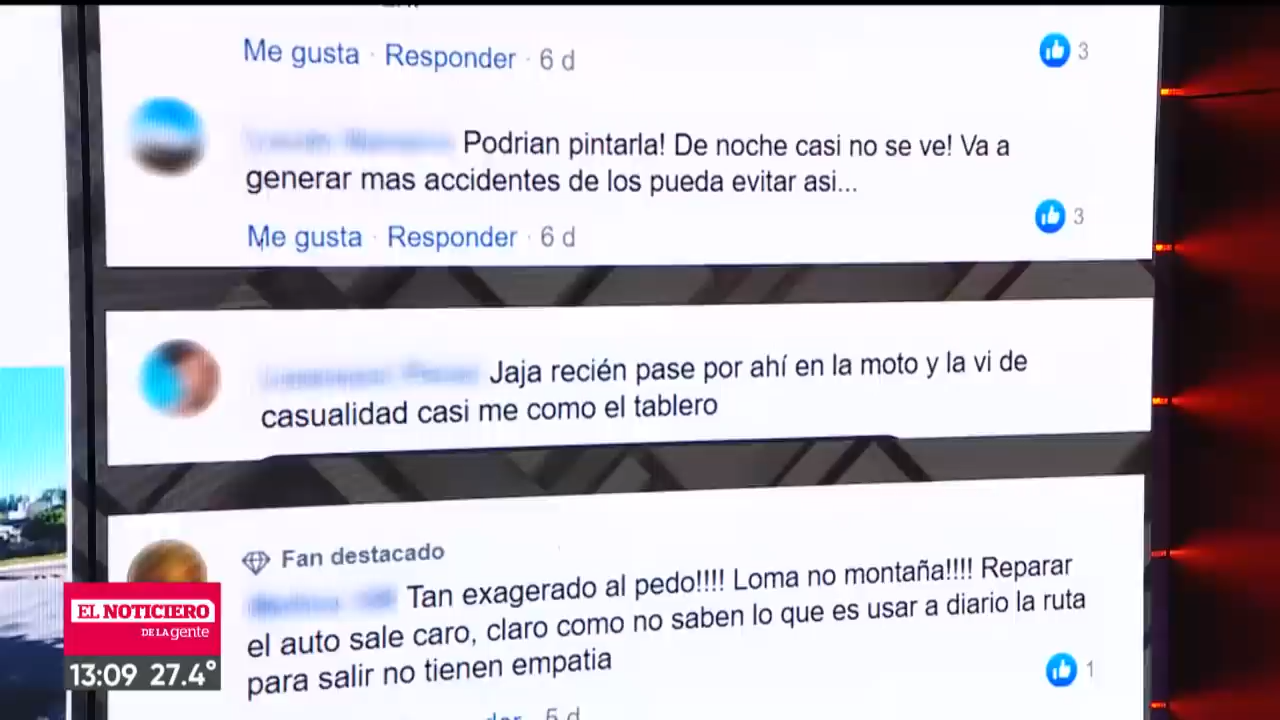 Me gusta · Responder · 6 d
3
Podrian pintarla! De noche casi no se ve! Va a
generar mas accidentes de los pueda evitar asi...
3
Me gusta · Responder · 6 d
Jaja recién pase por ahí en la moto y la vi de
casualidad casi me como el tablero
Fan destacado
Tan exagerado al pedo!!!! Loma no montaña!!!! Reparar
el auto sale caro, claro como no saben lo que es usar a diario la ruta
para salir no tienen empatia
1
5 d
EL NOTICIERO
DE LA gente
13:09 27.4°